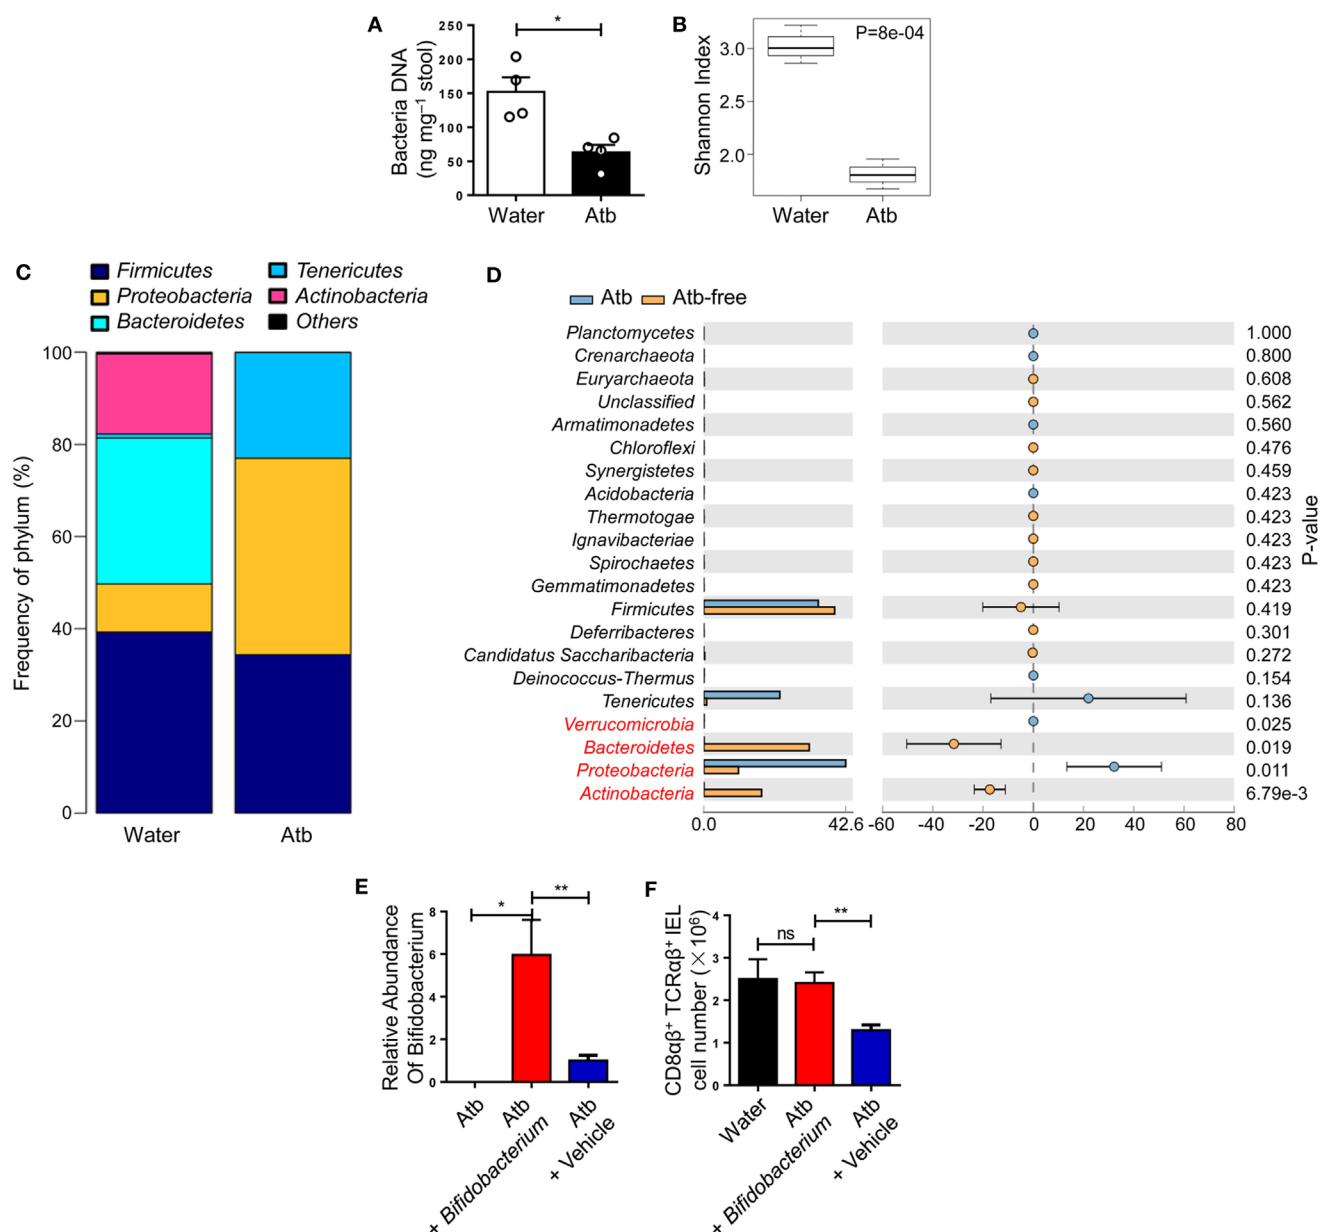 A
Bacteria DNA
(ng mg⁻¹ stool)
250
200
150
100
50
0
*
Water
Atb
B
Shannon Index
3.0
2.5
2.0
P=8e-04
Water
Atb
C
Firmicutes
Tenericutes
Proteobacteria
Actinobacteria
Bacteroidetes
Others
Frequency of phylum (%)
100
80
60
40
20
0
Water
Atb
D
Atb
Atb-free
Planctomycetes 1.000
Crenarchaeota 0.800
Euryarchaeota 0.608
Unclassified 0.562
Armatimonadetes 0.560
Chloroflexi 0.476
Synergistetes 0.459
Acidobacteria 0.423
Thermotogae 0.423
Ignavibacteriae 0.423
Spirochaetes 0.423
Gemmatimonadetes 0.423
Firmicutes 0.419
Deferribacteres 0.301
Candidatus Saccharibacteria 0.272
Deinococcus-Thermus 0.154
Tenericutes 0.136
Verrucomicrobia 0.025
Bacteroidetes 0.019
Proteobacteria 0.011
Actinobacteria 6.79e-3
P-value
0.0 42.6 -60 -40 -20 0 20 40 60 80
E
Relative Abundance
Of Bifidobacterium
8
6
4
2
0
*
**
Atb
Atb
+ Bifidobacterium
Atb
+ Vehicle
F
CD8αβ⁺ TCRαβ⁺ IEL
cell number (×10⁶)
4
3
2
1
0
ns
**
Water
Atb
+ Bifidobacterium
Atb
+ Vehicle